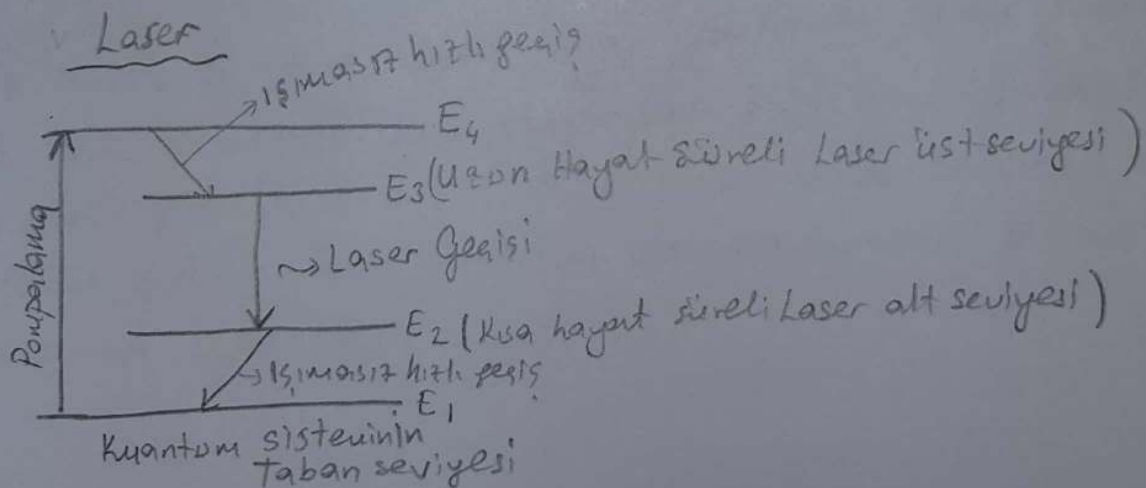 Laser
Işımasız hızlı geçiş
E4
E3 (Uzun Hayat Süreli Laser üst seviyesi)
Pompalama
Laser Geçişi
E2 (Kısa hayat süreli Laser alt seviyesi)
Işımasız hızlı geçiş
E1
Kuantum sisteminin
Taban seviyesi